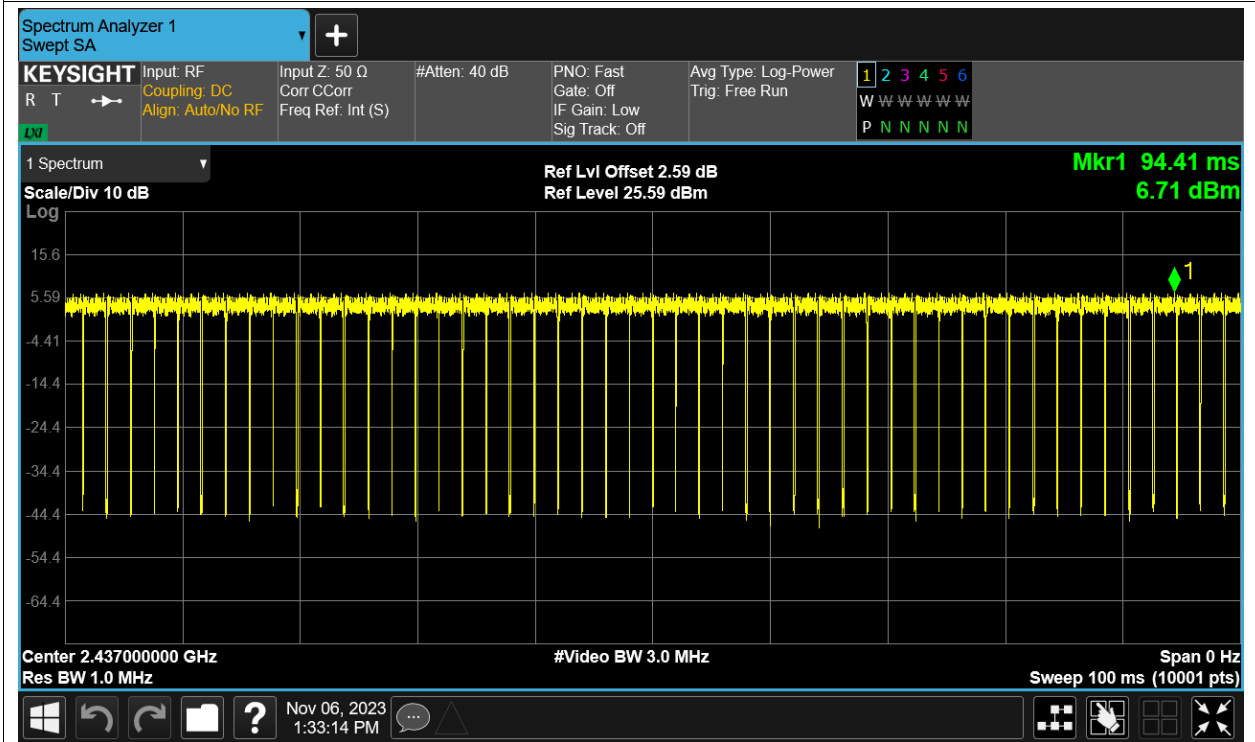 Spectrum Analyzer 1
Swept SA
KEYSIGHT
R T
LXI
Input: RF
Coupling: DC
Align: Auto/No RF
Input Z: 50 Ω
Corr CCorr
Freq Ref: Int (S)
#Atten: 40 dB
PNO: Fast
Gate: Off
IF Gain: Low
Sig Track: Off
Avg Type: Log-Power
Trig: Free Run
1 2 3 4 5 6
W W W W W W
P N N N N N
1 Spectrum
Scale/Div 10 dB
Log
Ref Lvl Offset 2.59 dB
Ref Level 25.59 dBm
Mkr1 94.41 ms
6.71 dBm
15.6
1
5.59
-4.41
-14.4
-24.4
-34.4
-44.4
-54.4
-64.4
Center 2.437000000 GHz
Res BW 1.0 MHz
#Video BW 3.0 MHz
Span 0 Hz
Sweep 100 ms (10001 pts)
?
Nov 06, 2023
1:33:14 PM